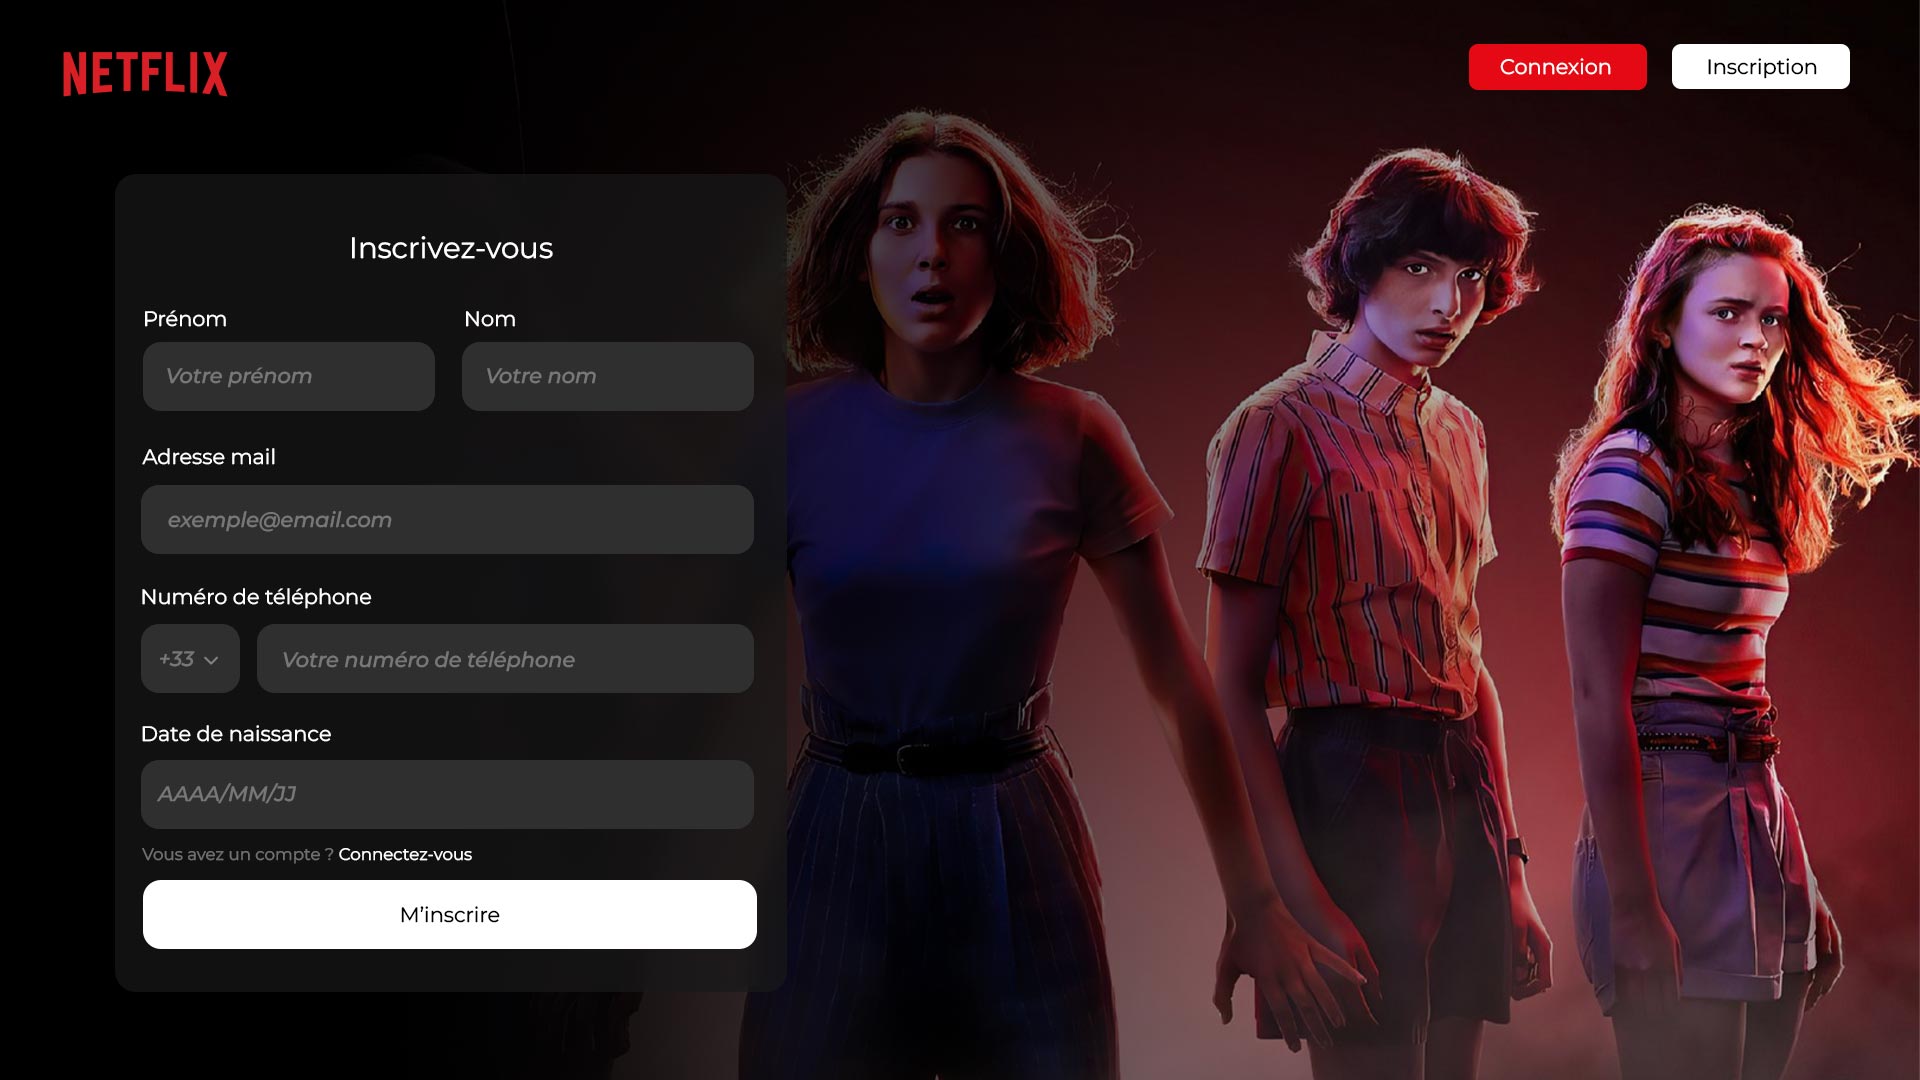 NETFLIX
Connexion
Inscription
Inscrivez-vous
Prénom
Nom
Votre prénom
Votre nom
Adresse mail
exemple@email.com
Numéro de téléphone
+33
Votre numéro de téléphone
Date de naissance
AAAA/MM/JJ
Vous avez un compte ? Connectez-vous
M’inscrire